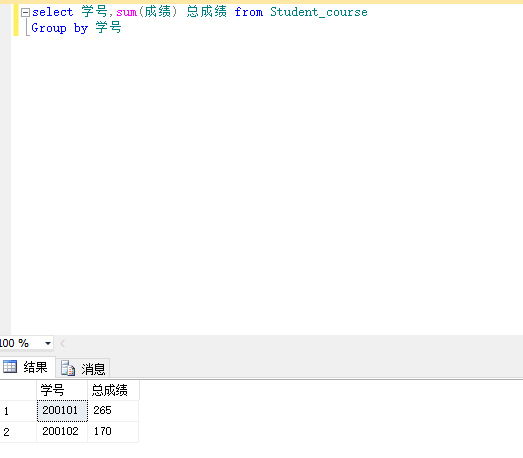 select 学号,sum(成绩) 总成绩 from Student_course
Group by 学号
100 %
结果 消息
学号 总成绩
1 200101 265
2 200102 170